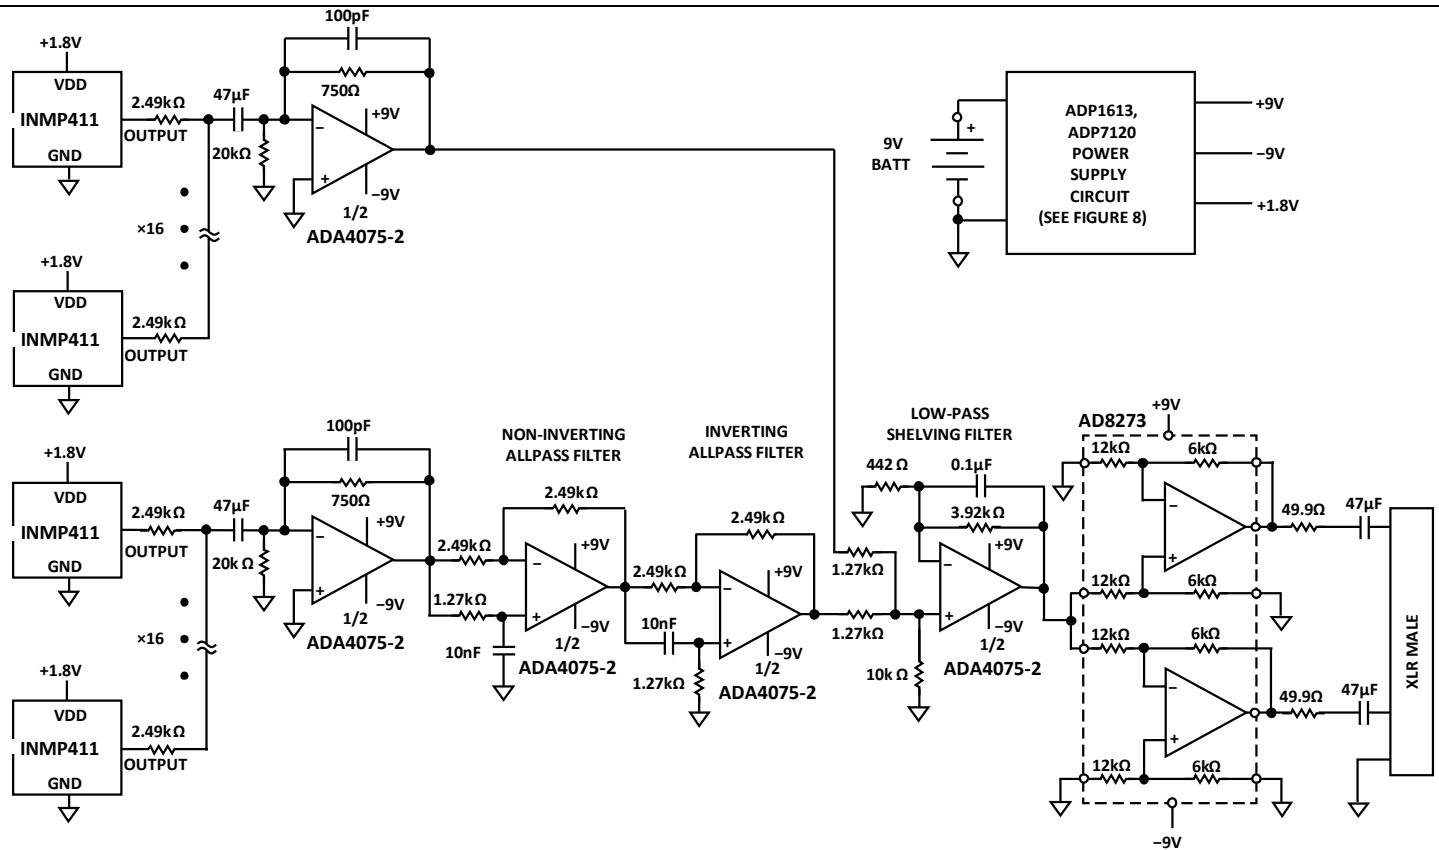 100pF
+1.8V
VDD
2.49kΩ
47µF
750Ω
+9V
INMP411
OUTPUT
−
20kΩ
GND
+
−9V
1/2
ADA4075-2
×16
+1.8V
VDD
2.49kΩ
INMP411
OUTPUT
GND
9V
BATT
+
ADP1613,
ADP7120
POWER
SUPPLY
CIRCUIT
(SEE FIGURE 8)
+9V
−9V
+1.8V
100pF
+1.8V
VDD
2.49kΩ
47µF
750Ω
+9V
INMP411
OUTPUT
−
20kΩ
GND
+
−9V
1/2
ADA4075-2
×16
+1.8V
VDD
2.49kΩ
INMP411
OUTPUT
GND
NON-INVERTING
ALLPASS FILTER
2.49kΩ
2.49kΩ
+9V
−
1.27kΩ
+
−9V
10nF
1/2
ADA4075-2
INVERTING
ALLPASS FILTER
2.49kΩ
2.49kΩ
+9V
−
10nF
+
−9V
1.27kΩ
1/2
ADA4075-2
1.27kΩ
1.27kΩ
LOW-PASS
SHELVING FILTER
442 Ω
0.1µF
3.92kΩ
+9V
−
+
−9V
10kΩ
1/2
ADA4075-2
+9V
AD8273
12kΩ
6kΩ
−
49.9Ω
47µF
+
12kΩ
6kΩ
12kΩ
6kΩ
−
49.9Ω
47µF
+
12kΩ
6kΩ
−9V
XLR MALE